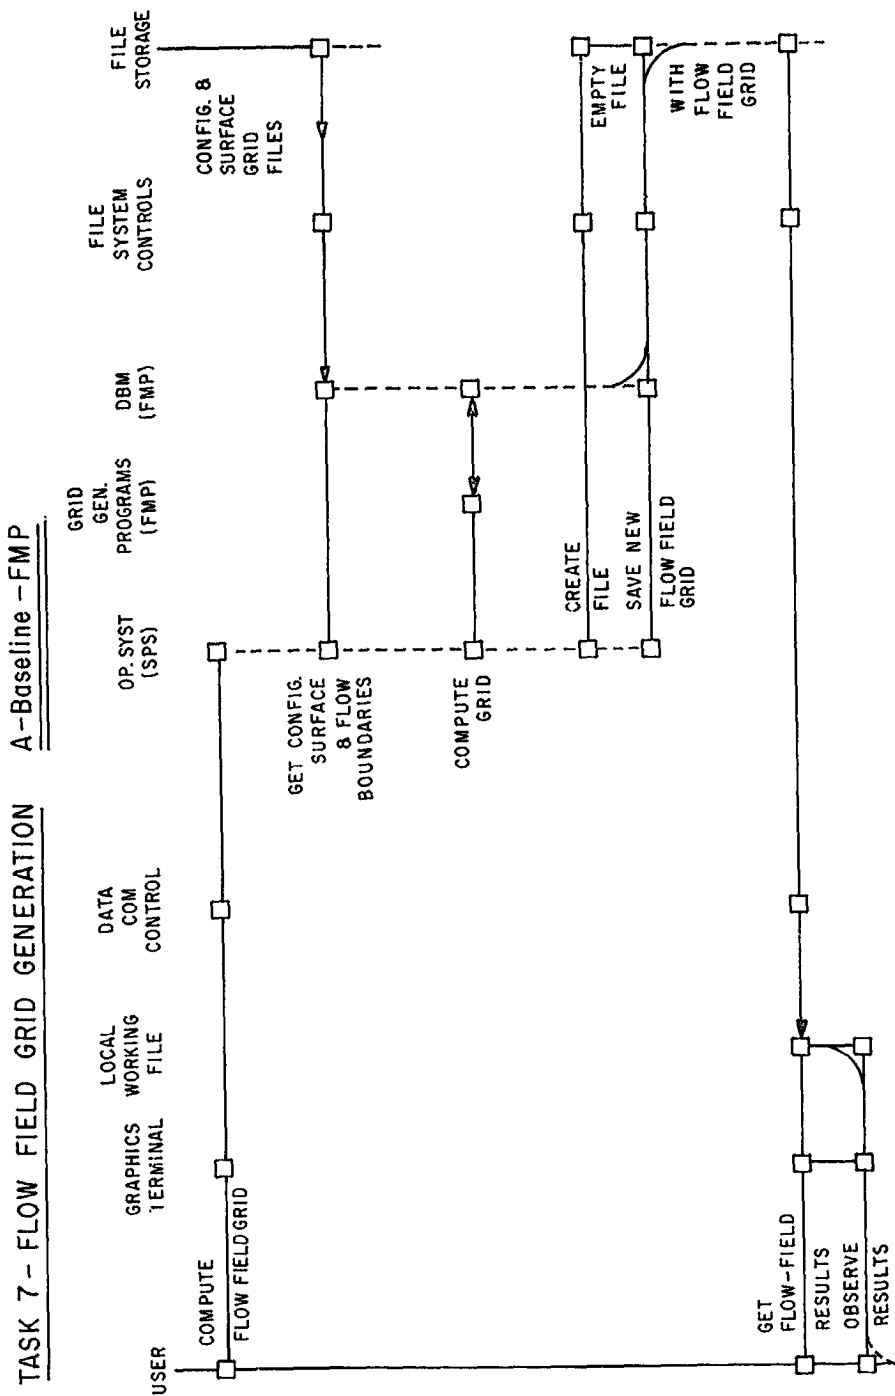 TASK 7 - FLOW FIELD GRID GENERATION A-Baseline-FMP
USER
GRAPHICS
TERMINAL
LOCAL
WORKING
FILE
DATA
COM
CONTROL
OP. SYST
(SPS)
GRID
GEN.
PROGRAMS
(FMP)
DBM
(FMP)
FILE
SYSTEM
CONTROLS
FILE
STORAGE
COMPUTE
FLOW FIELD GRID
GET CONFIG.
SURFACE
& FLOW
BOUNDARIES
CONFIG. &
SURFACE
GRID
FILES
COMPUTE
GRID
CREATE
FILE
EMPTY
FILE
SAVE NEW
FLOW FIELD
GRID
WITH
FLOW
FIELD
GRID
GET
FLOW-FIELD
RESULTS
OBSERVE
RESULTS